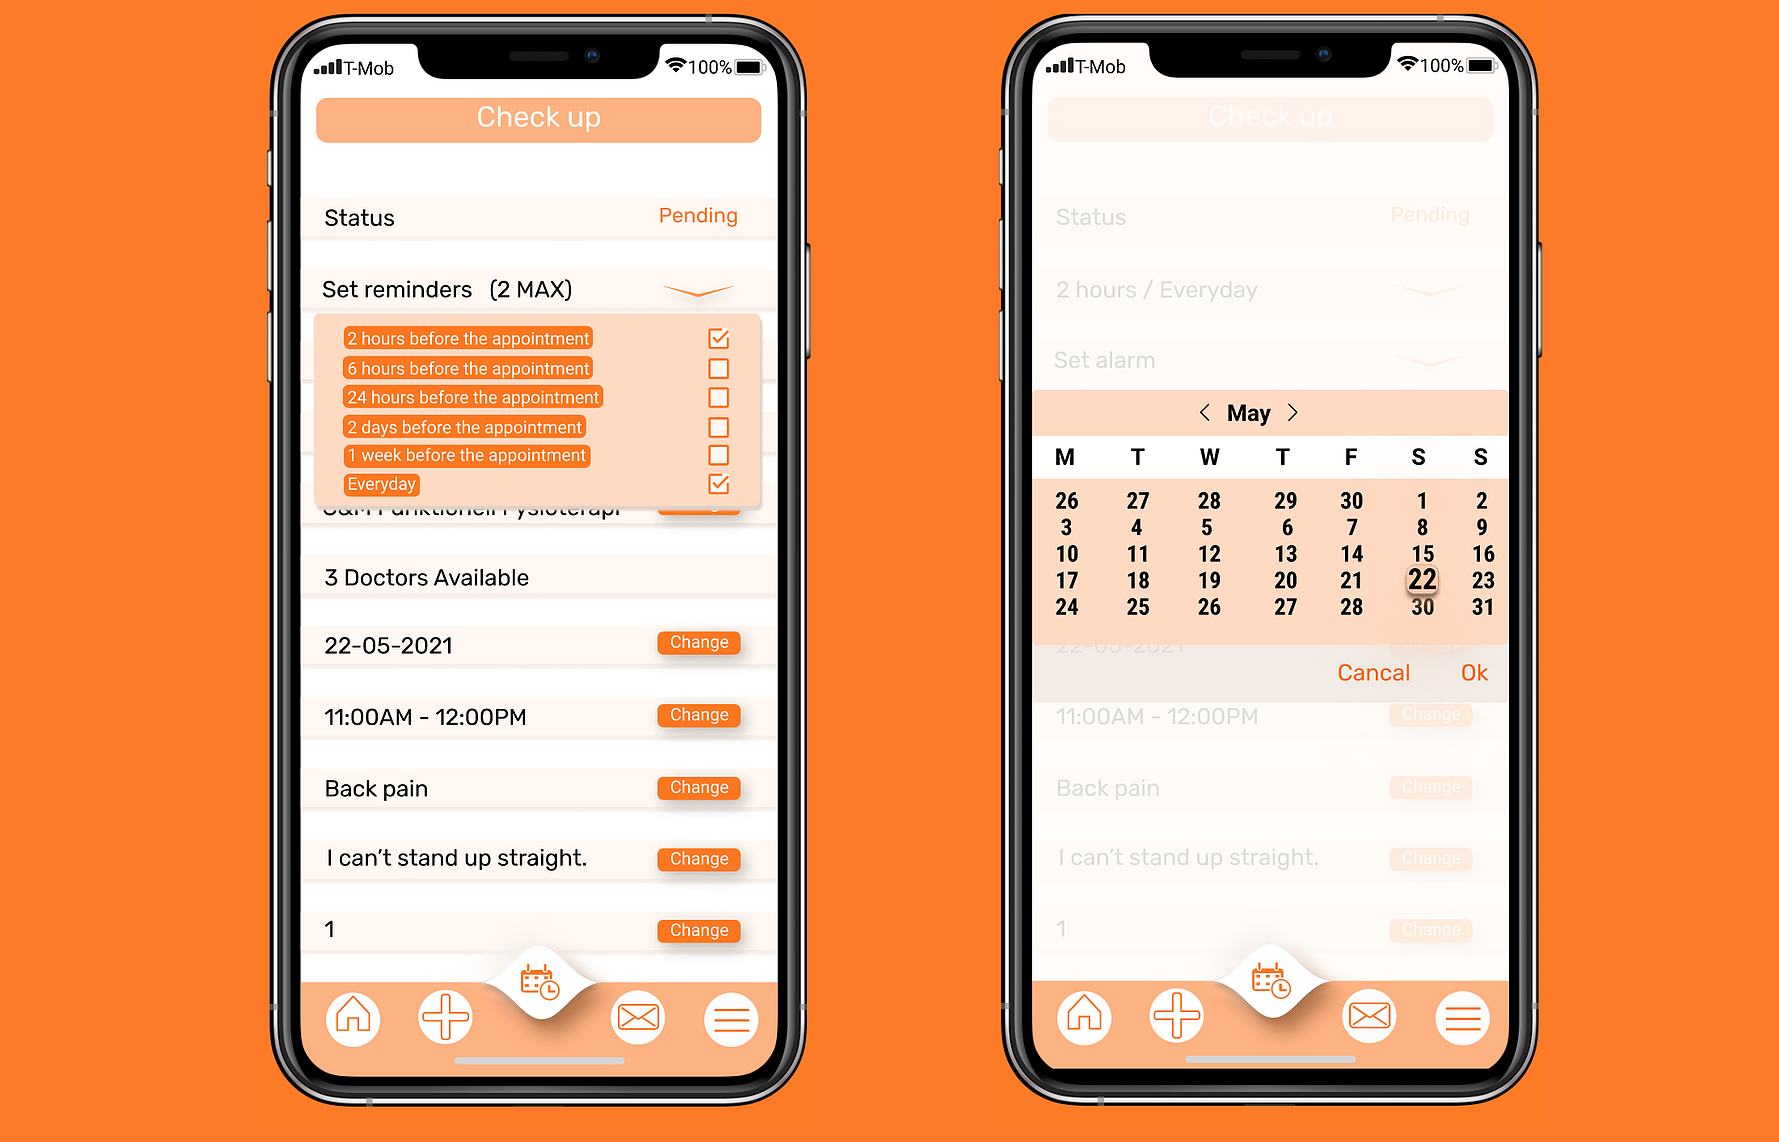 T-Mob 100%
Check up
Status Pending
Set reminders (2 MAX)
2 hours before the appointment
6 hours before the appointment
24 hours before the appointment
2 days before the appointment
1 week before the appointment
Everyday
3 Doctors Available
22-05-2021 Change
11:00AM - 12:00PM Change
Back pain Change
I can't stand up straight. Change
1 Change
T-Mob 100%
Check up
Status Pending
2 hours / Everyday
Set alarm
< May >
M T W T F S S
26 27 28 29 30 1 2
3 4 5 6 7 8 9
10 11 12 13 14 15 16
17 18 19 20 21 22 23
24 25 26 27 28 30 31
22-05-2021
Cancal Ok
11:00AM - 12:00PM Change
Back pain Change
I can't stand up straight. Change
1 Change